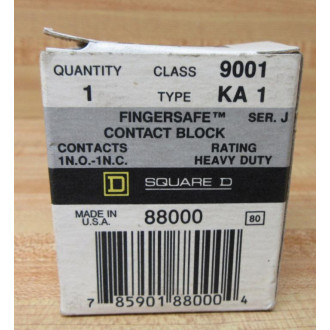 QUANTITY CLASS 9001
1 TYPE KA 1
FINGERSAFE™ SER. J
CONTACT BLOCK
CONTACTS RATING
1N.O.-1N.C. HEAVY DUTY
D SQUARE D
MADE IN U.S.A. 88000 80
7 85901 88000 4